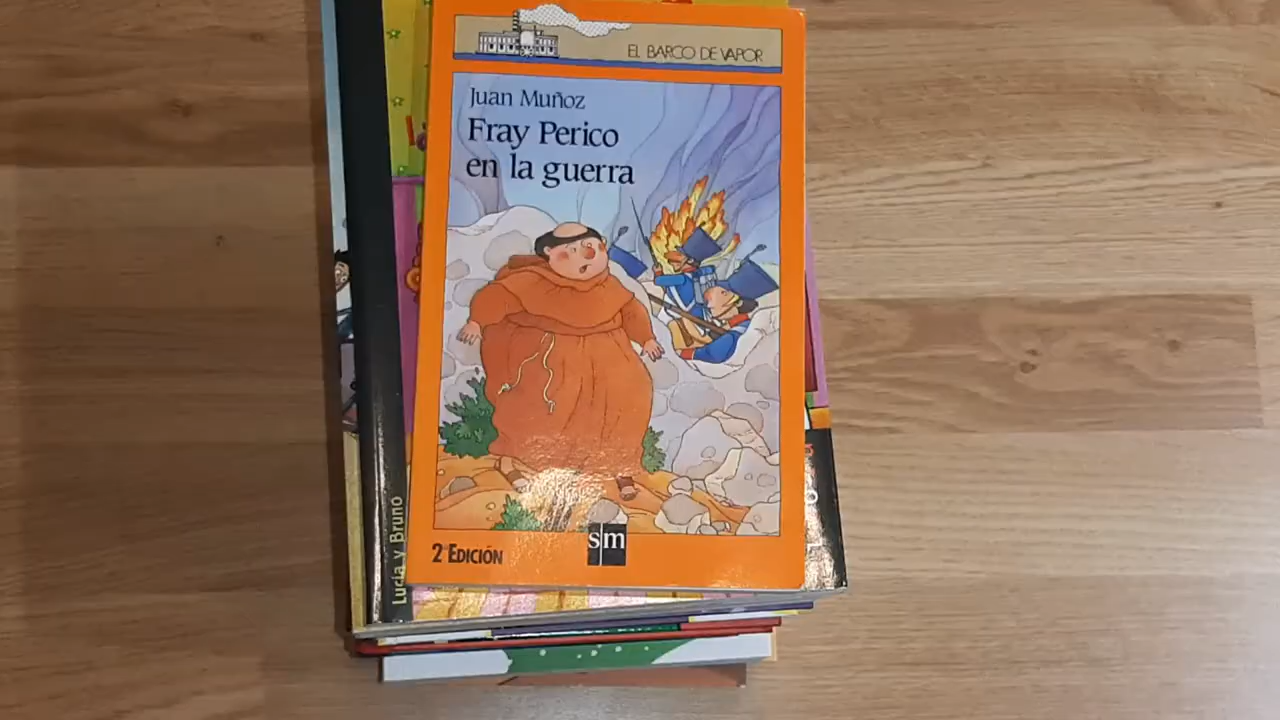 EL BARCO DE VAPOR
Juan Muñoz
Fray Perico
en la guerra
2ª EDICIÓN
sm
Lucía y Bruno